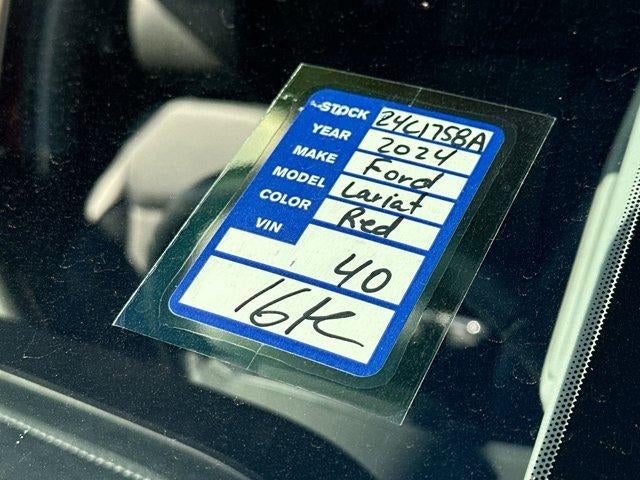 STOCK 24C1758A
YEAR 2024
MAKE Ford
MODEL Lariat
COLOR Red
VIN
40
16K